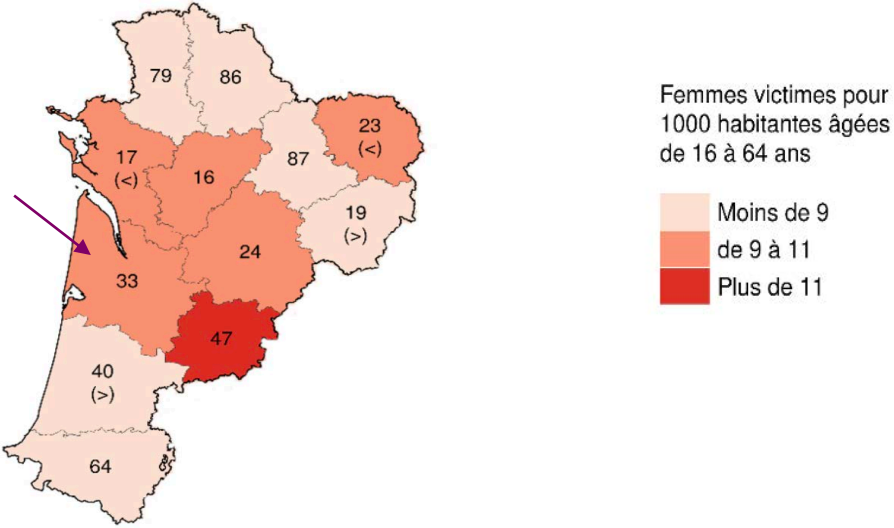 79
86
23
(<)
17
(<)
87
16
19
(>)
24
33
47
40
(>)
64
Femmes victimes pour
1000 habitantes âgées
de 16 à 64 ans
Moins de 9
de 9 à 11
Plus de 11